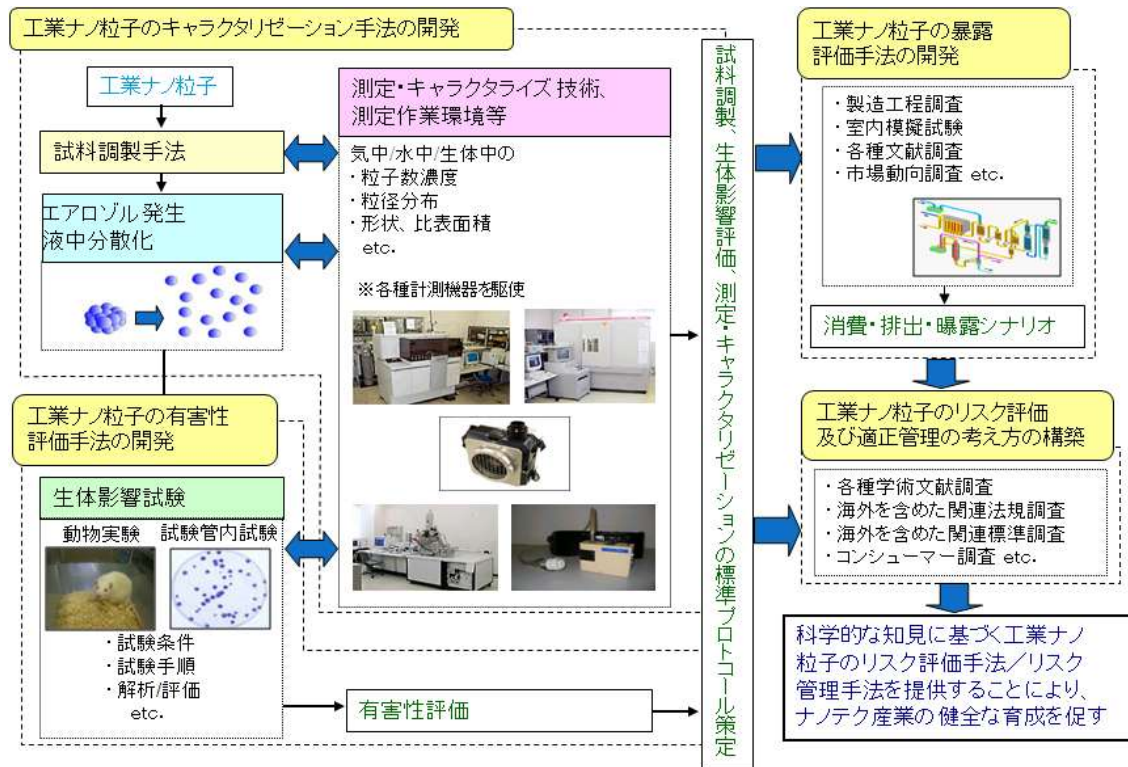 工業ナノ粒子のキャラクタリゼーション手法の開発
工業ナノ粒子
試料調製手法
エアロゾル発生
液中分散化
測定・キャラクタライズ技術、
測定作業環境等
気中/水中/生体中の
・粒子数濃度
・粒径分布
・形状、比表面積
etc.
※各種計測機器を駆使
工業ナノ粒子の有害性
評価手法の開発
生体影響試験
動物実験
試験管内試験
・試験条件
・試験手順
・解析/評価
etc.
有害性評価
試料調製、生体影響評価、測定・キャラクタリゼーションの標準プロトコール策定
工業ナノ粒子の暴露
評価手法の開発
・製造工程調査
・室内模擬試験
・各種文献調査
・市場動向調査 etc.
消費・排出・曝露シナリオ
工業ナノ粒子のリスク評価
及び適正管理の考え方の構築
・各種学術文献調査
・海外を含めた関連法規調査
・海外を含めた関連標準調査
・コンシューマー調査 etc.
科学的な知見に基づく工業ナノ
粒子のリスク評価手法／リスク
管理手法を提供することにより、
ナノテク産業の健全な育成を促す